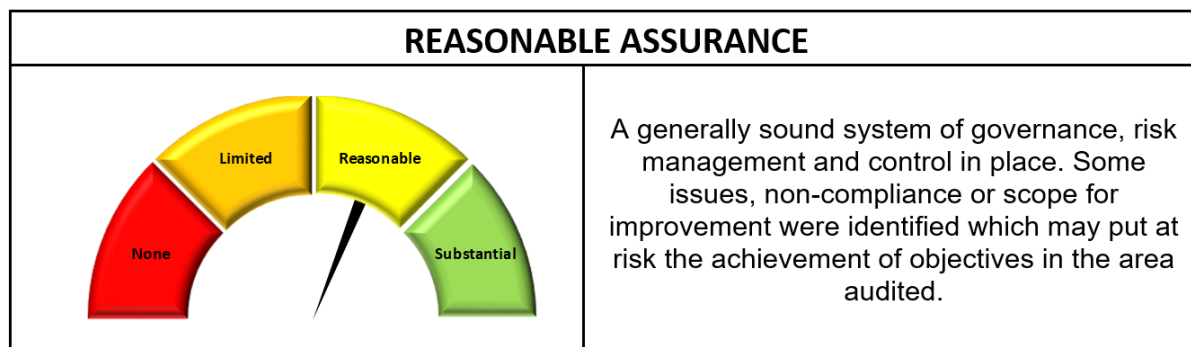 REASONABLE ASSURANCE
Limited
Reasonable
None
Substantial
A generally sound system of governance, risk
management and control in place. Some
issues, non-compliance or scope for
improvement were identified which may put at
risk the achievement of objectives in the area
audited.